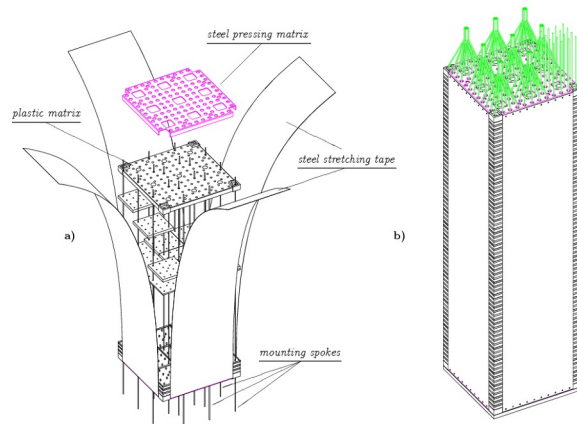 steel pressing matrix
plastic matrix
steel stretching tape
a)
b)
mounting spokes